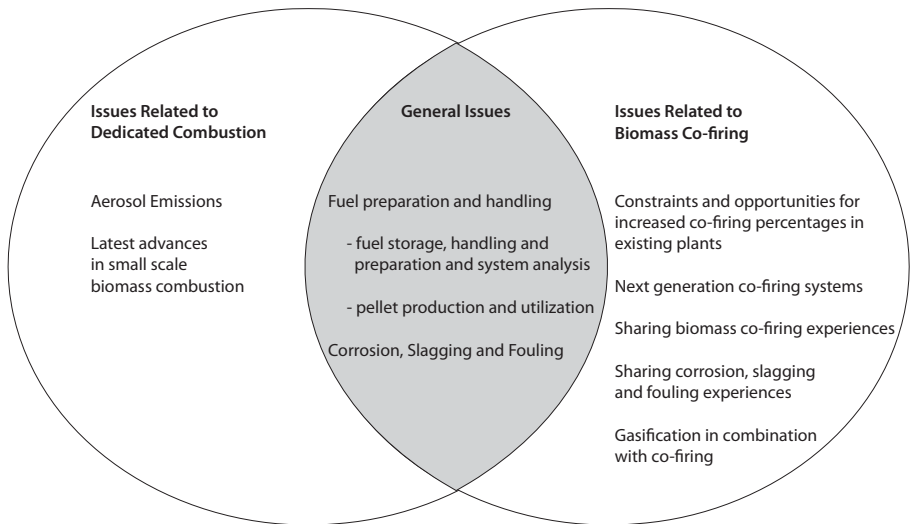 Issues Related to
Dedicated Combustion
Aerosol Emissions
Latest advances
in small scale
biomass combustion
General Issues
Fuel preparation and handling
- fuel storage, handling and
preparation and system analysis
- pellet production and utilization
Corrosion, Slagging and Fouling
Issues Related to
Biomass Co-firing
Constraints and opportunities for
increased co-firing percentages in
existing plants
Next generation co-firing systems
Sharing biomass co-firing experiences
Sharing corrosion, slagging
and fouling experiences
Gasification in combination
with co-firing